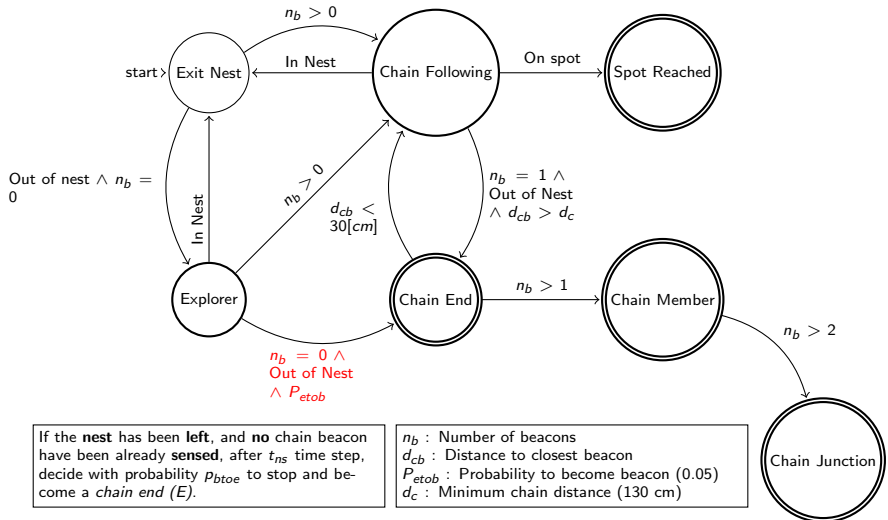 n_b > 0
In Nest
On spot
start
Exit Nest
Chain Following
Spot Reached
Out of nest ∧ n_b =
0
In Nest
n_b > 0
d_cb <
30[cm]
n_b = 1 ∧
Out of Nest
∧ d_cb > d_c
Explorer
Chain End
n_b > 1
Chain Member
n_b > 2
n_b = 0 ∧
Out of Nest
∧ P_etob
Chain Junction
If the nest has been left, and no chain beacon
have been already sensed, after t_ns time step,
decide with probability p_btoe to stop and be-
come a chain end (E).
n_b : Number of beacons
d_cb : Distance to closest beacon
P_etob : Probability to become beacon (0.05)
d_c : Minimum chain distance (130 cm)